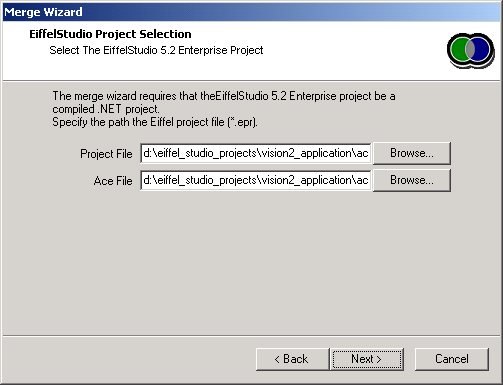 Merge Wizard
EiffelStudio Project Selection
Select The EiffelStudio 5.2 Enterprise Project
The merge wizard requires that theEiffelStudio 5.2 Enterprise project be a
compiled .NET project.
Specify the path the Eiffel project file (*.epr).
Project File d:\eiffel_studio_projects\vision2_application\ac Browse...
Ace File d:\eiffel_studio_projects\vision2_application\ac Browse...
< Back Next > Cancel